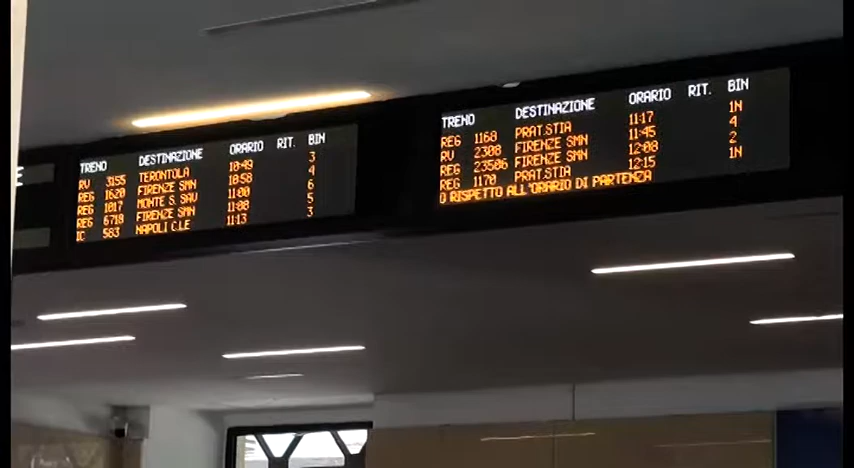 TRENO DESTINAZIONE ORARIO RIT. BIN
RV 3155 TERONTOLA 10:49 3
REG 1620 FIRENZE SMN 10:58 4
REG 1017 MONTE S. SAV 11:00 6
REG 6718 FIRENZE SMN 11:08 5
IC 583 NAPOLI C.LE 11:13 3
TRENO DESTINAZIONE ORARIO RIT. BIN
REG 1168 PRAT.STIA 11:17 1N
RV 2308 FIRENZE SMN 11:45 4
REG 23506 FIRENZE SMN 12:08 2
REG 1170 PRAT.STIA 12:15 1N
O RISPETTO ALL'ORARIO DI PARTENZA